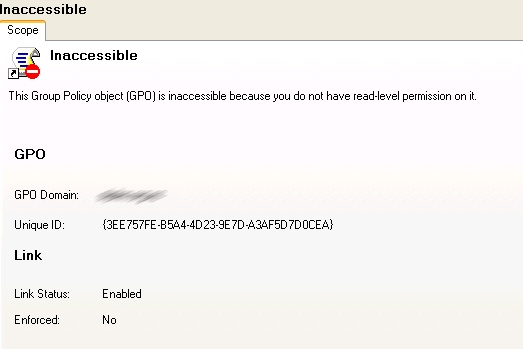 Inaccessible
Scope
Inaccessible
This Group Policy object (GPO) is inaccessible because you do not have read-level permission on it.
GPO
GPO Domain:
Unique ID: {3EE757FE-B5A4-4D23-9E7D-A3AF5D7D0CEA}
Link
Link Status: Enabled
Enforced: No